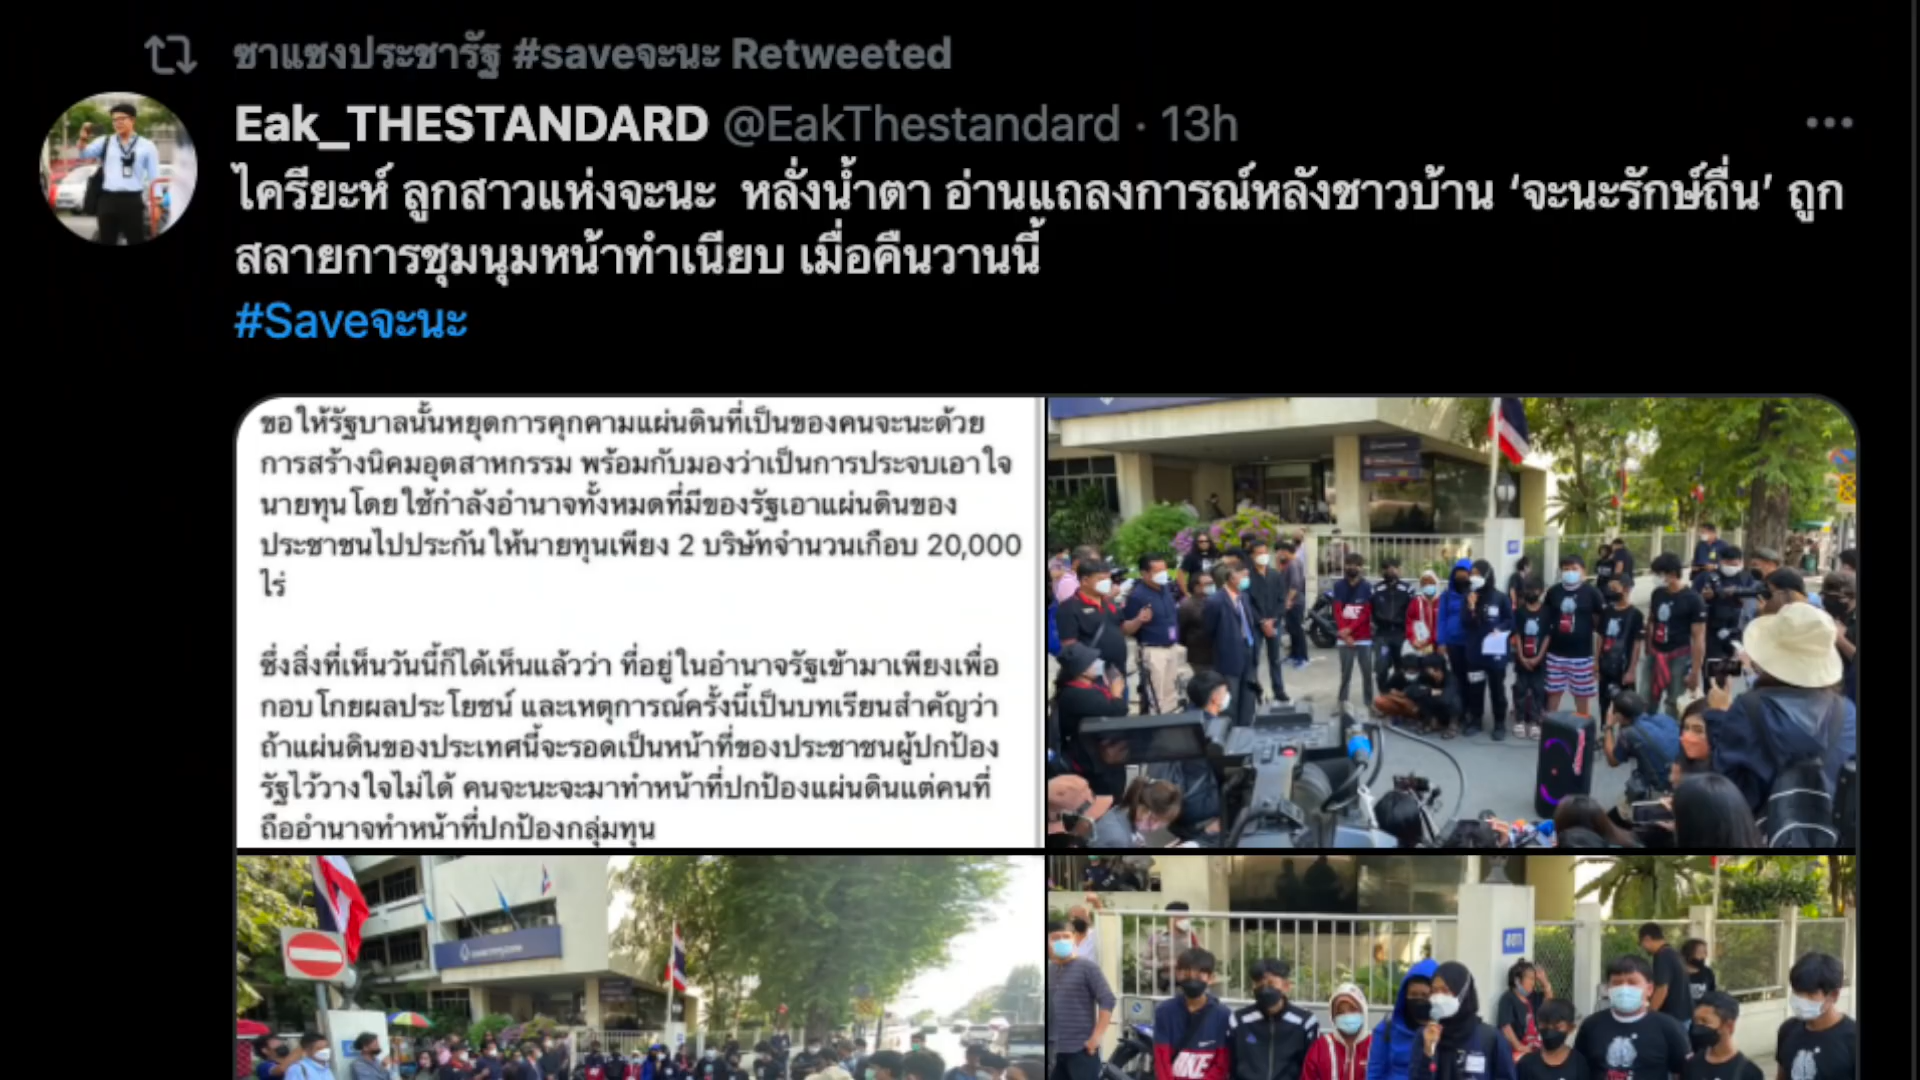 ซาแซงประชารัฐ #saveจะนะ Retweeted
Eak_THESTANDARD @EakThestandard · 13h
ไครียะห์ ลูกสาวแห่งจะนะ หลั่งน้ำตา อ่านแถลงการณ์หลังชาวบ้าน ‘จะนะรักษ์ถิ่น’ ถูก
สลายการชุมนุมหน้าทำเนียบ เมื่อคืนวานนี้
#Saveจะนะ
ขอให้รัฐบาลนั้นหยุดการคุกคามแผ่นดินที่เป็นของคนจะนะด้วย
การสร้างนิคมอุตสาหกรรม พร้อมกับมองว่าเป็นการประจบเอาใจ
นายทุนโดยใช้กำลังอำนาจทั้งหมดที่มีของรัฐเอาแผ่นดินของ
ประชาชนไปประกันให้นายทุนเพียง 2 บริษัทจำนวนเกือบ 20,000
ไร่
ซึ่งสิ่งที่เห็นวันนี้ก็ได้เห็นแล้วว่า ที่อยู่ในอำนาจรัฐเข้ามาเพียงเพื่อ
กอบโกยผลประโยชน์ และเหตุการณ์ครั้งนี้เป็นบทเรียนสำคัญว่า
ถ้าแผ่นดินของประเทศนี้จะรอดเป็นหน้าที่ของประชาชนผู้ปกป้อง
รัฐไว้วางใจไม่ได้ คนจะนะจะมาทำหน้าที่ปกป้องแผ่นดินแต่คนที่
ถืออำนาจทำหน้าที่ปกป้องกลุ่มทุน